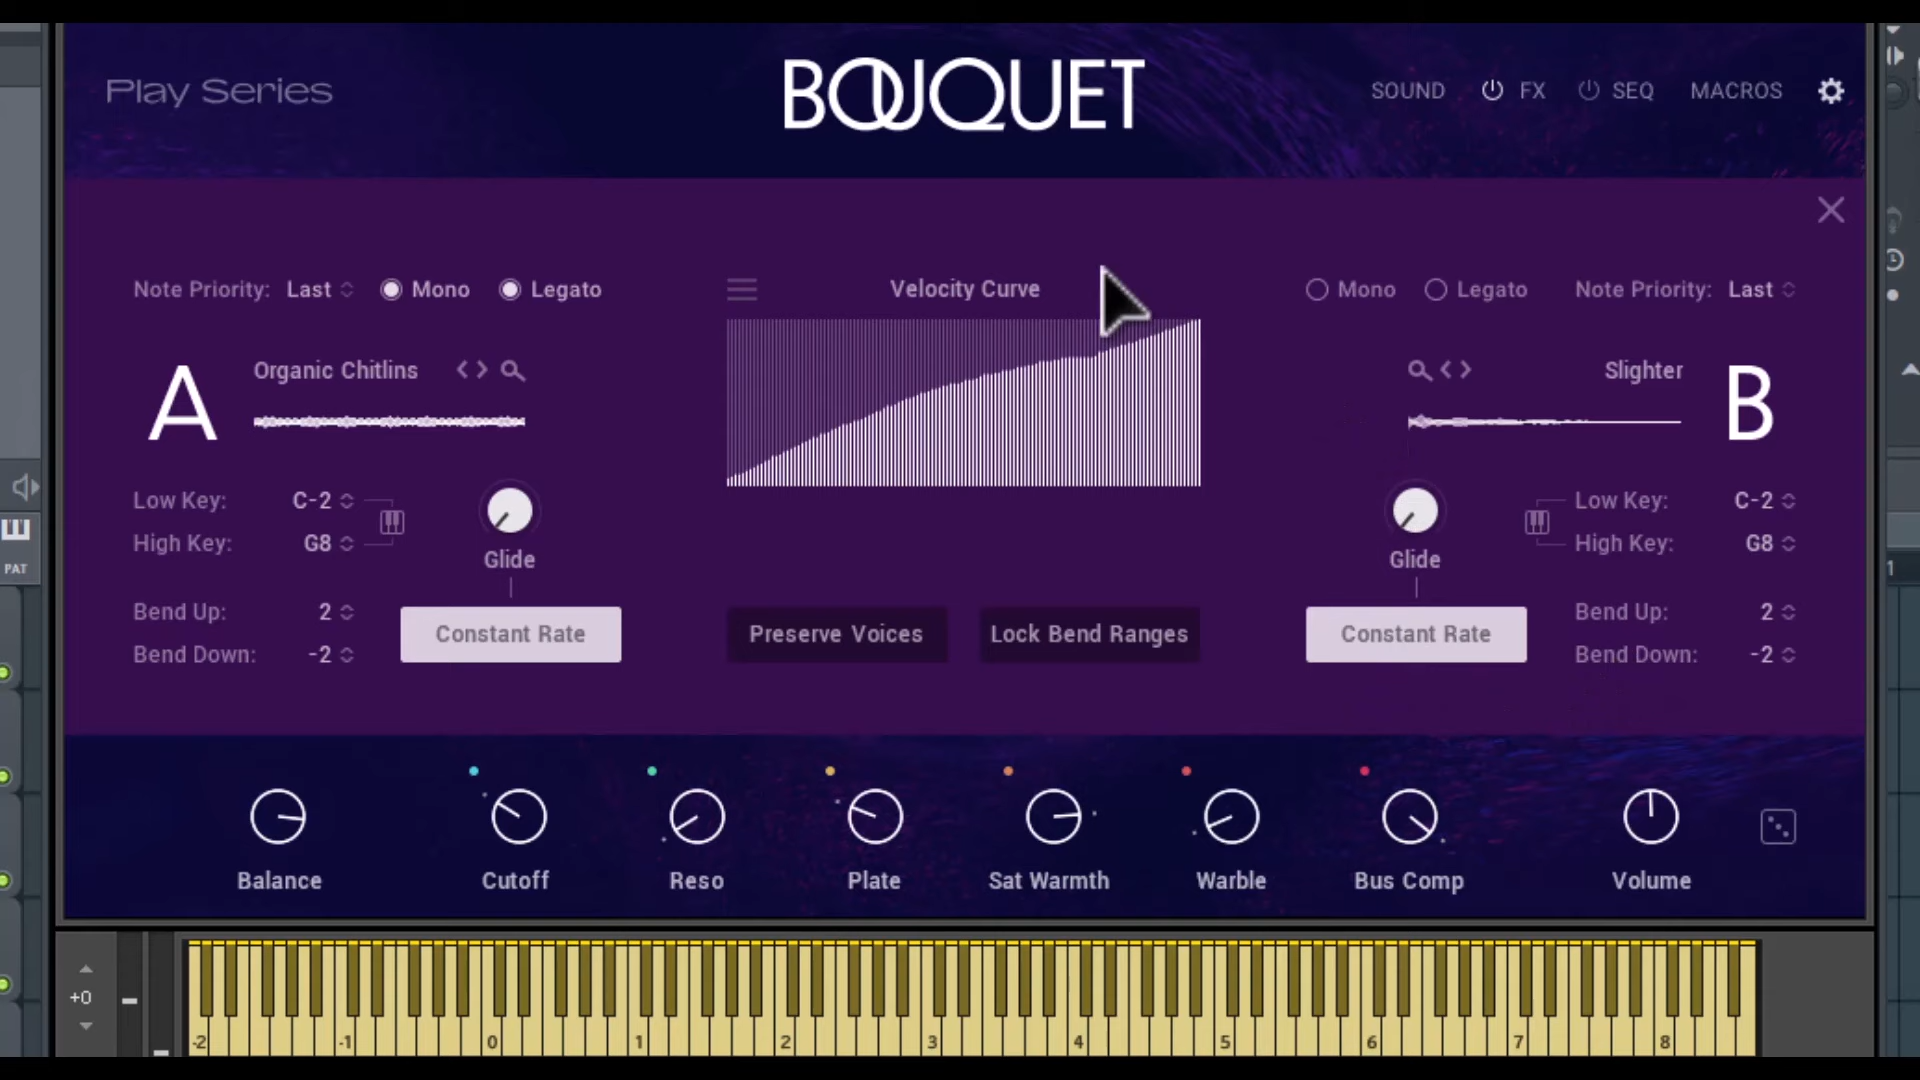 Play Series
BOUQUET
SOUND FX SEQ MACROS
Note Priority: Last Mono Legato
Velocity Curve
Mono Legato Note Priority: Last
A Organic Chitlins
Slighter B
Low Key: C-2
High Key: G8
Glide
Bend Up: 2
Bend Down: -2
Constant Rate
Preserve Voices
Lock Bend Ranges
Glide
Constant Rate
Low Key: C-2
High Key: G8
Bend Up: 2
Bend Down: -2
Balance Cutoff Reso Plate Sat Warmth Warble Bus Comp Volume
PAT
1
+0
-2 -1 0 1 2 3 4 5 6 7 8